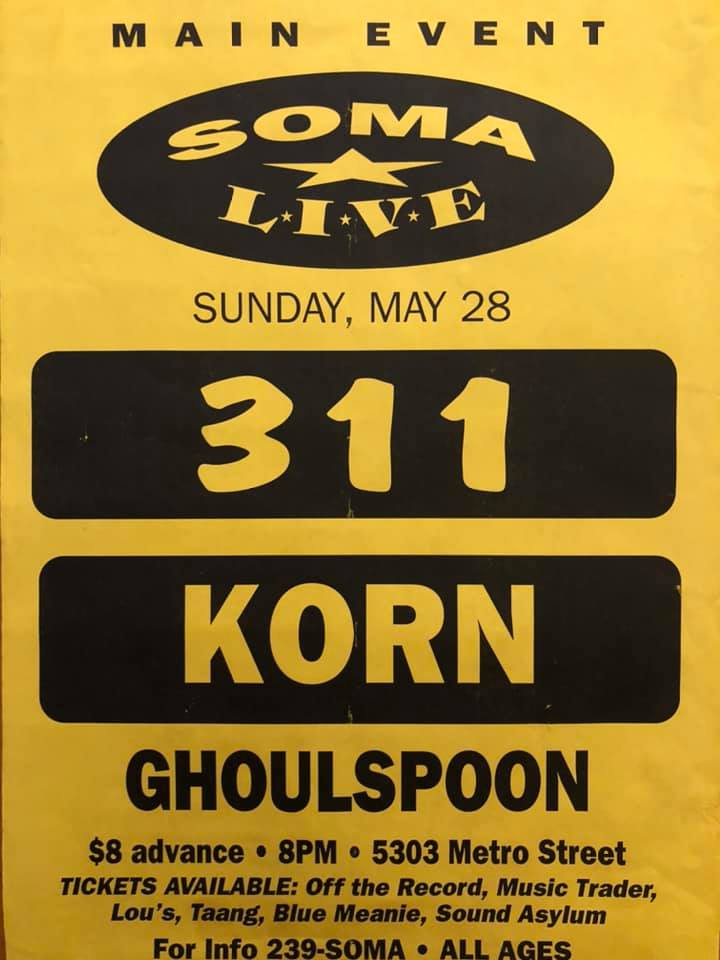 MAIN EVENT
SOMA
L·I·V·E
SUNDAY, MAY 28
311
KORN
GHOULSPOON
$8 advance • 8PM • 5303 Metro Street
TICKETS AVAILABLE: Off the Record, Music Trader,
Lou's, Taang, Blue Meanie, Sound Asylum
For Info 239-SOMA • ALL AGES